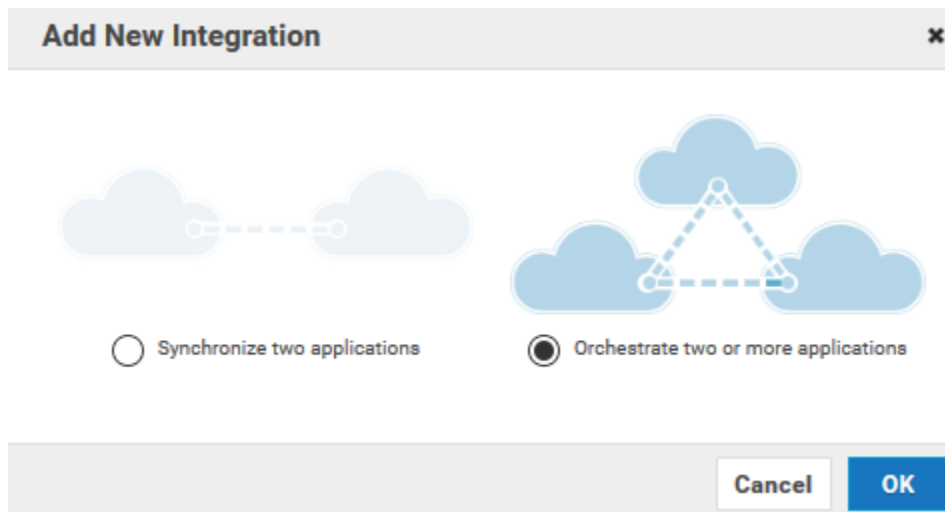 Add New Integration
Synchronize two applications
Orchestrate two or more applications
Cancel
OK